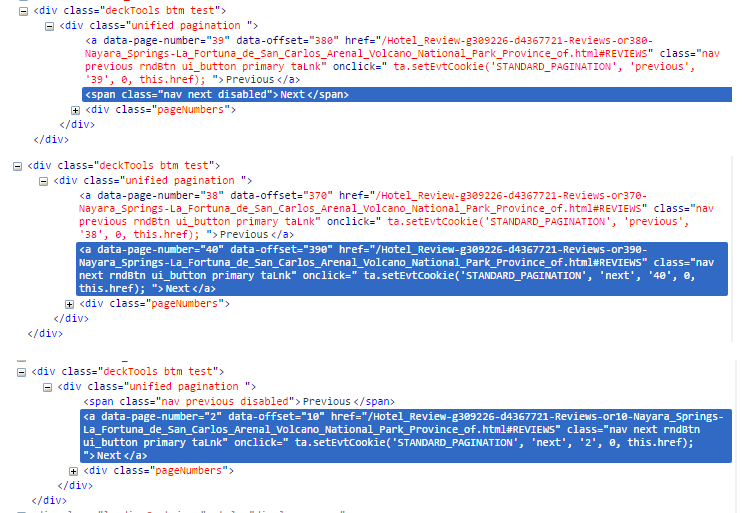 <div class="deckTools btm test">
<div class="unified pagination ">
<a data-page-number="39" data-offset="380" href="/Hotel_Review-g309226-d4367721-Reviews-or380-
Nayara_Springs-La_Fortuna_de_San_Carlos_Arenal_Volcano_National_Park_Province_of.html#REVIEWS" class="nav
previous rndBtn ui_button primary taLnk" onclick=" ta.setEvtCookie('STANDARD_PAGINATION', 'previous',
'39', 0, this.href); ">Previous</a>
<span class="nav next disabled">Next</span>
<div class="pageNumbers">
</div>
</div>
<div class="deckTools btm test">
<div class="unified pagination ">
<a data-page-number="38" data-offset="370" href="/Hotel_Review-g309226-d4367721-Reviews-or370-
Nayara_Springs-La_Fortuna_de_San_Carlos_Arenal_Volcano_National_Park_Province_of.html#REVIEWS" class="nav
previous rndBtn ui_button primary taLnk" onclick=" ta.setEvtCookie('STANDARD_PAGINATION', 'previous',
'38', 0, this.href); ">Previous</a>
<a data-page-number="40" data-offset="390" href="/Hotel_Review-g309226-d4367721-Reviews-or390-
Nayara_Springs-La_Fortuna_de_San_Carlos_Arenal_Volcano_National_Park_Province_of.html#REVIEWS" class="nav
next rndBtn ui_button primary taLnk" onclick=" ta.setEvtCookie('STANDARD_PAGINATION', 'next', '40', 0,
this.href); ">Next</a>
<div class="pageNumbers">
</div>
</div>
<div class="deckTools btm test">
<div class="unified pagination ">
<span class="nav previous disabled">Previous</span>
<a data-page-number="2" data-offset="10" href="/Hotel_Review-g309226-d4367721-Reviews-or10-Nayara_Springs-
La_Fortuna_de_San_Carlos_Arenal_Volcano_National_Park_Province_of.html#REVIEWS" class="nav next rndBtn
ui_button primary taLnk" onclick=" ta.setEvtCookie('STANDARD_PAGINATION', 'next', '2', 0, this.href);
">Next</a>
<div class="pageNumbers">
</div>
</div>